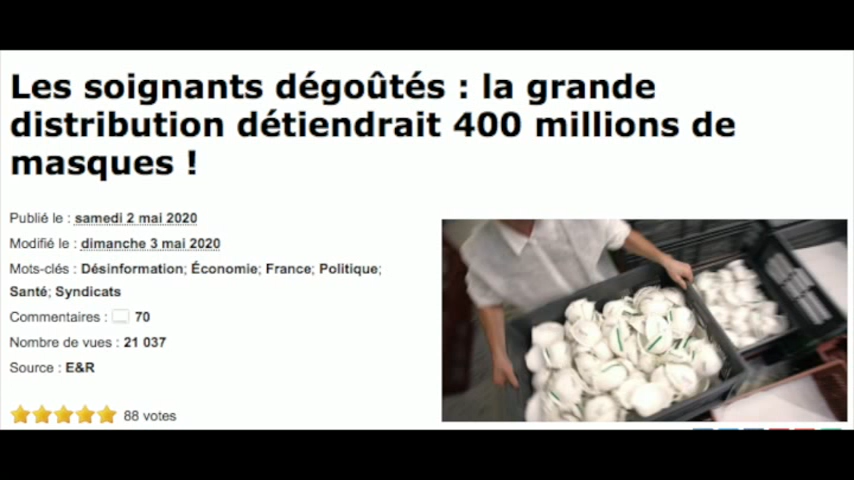 Les soignants dégoûtés : la grande
distribution détiendrait 400 millions de
masques !
Publié le : samedi 2 mai 2020
Modifié le : dimanche 3 mai 2020
Mots-clés : Désinformation; Économie; France; Politique;
Santé; Syndicats
Commentaires : 70
Nombre de vues : 21 037
Source : E&R
88 votes